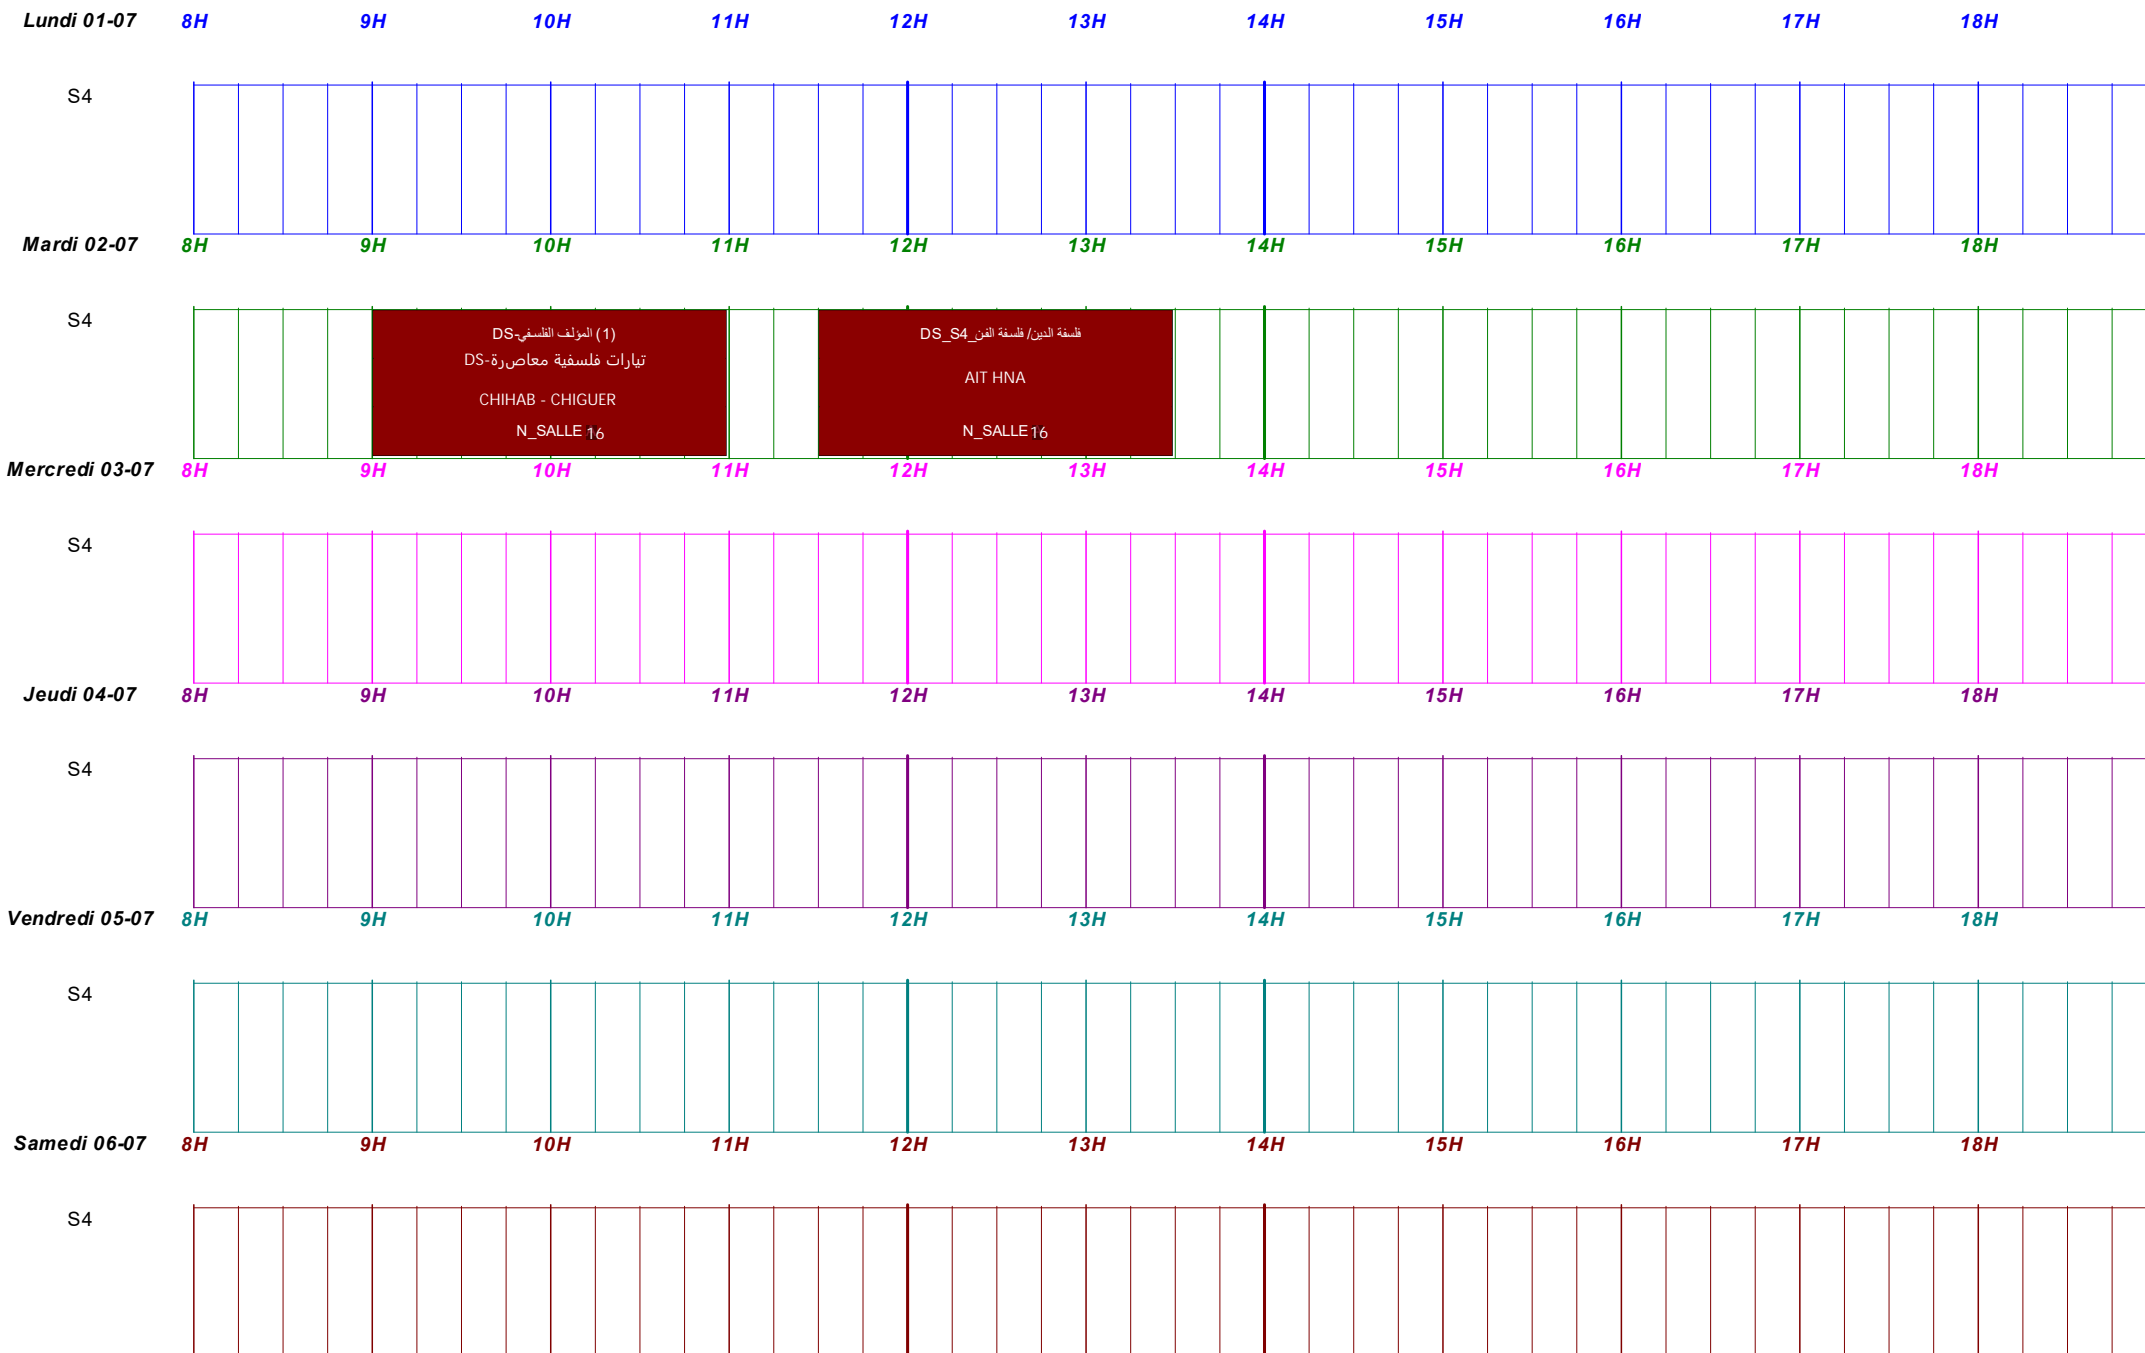 Lundi 01-07 8H 9H 10H 11H 12H 13H 14H 15H 16H 17H 18H
S4
Mardi 02-07 8H 9H 10H 11H 12H 13H 14H 15H 16H 17H 18H
S4
DS-المؤلف الفلسفي (1)
DS-تيارات فلسفية معاصرة
CHIHAB - CHIGUER
N_SALLE 16
DS_S4_فلسفة الدين/ فلسفة الفن
AIT HNA
N_SALLE 16
Mercredi 03-07 8H 9H 10H 11H 12H 13H 14H 15H 16H 17H 18H
S4
Jeudi 04-07 8H 9H 10H 11H 12H 13H 14H 15H 16H 17H 18H
S4
Vendredi 05-07 8H 9H 10H 11H 12H 13H 14H 15H 16H 17H 18H
S4
Samedi 06-07 8H 9H 10H 11H 12H 13H 14H 15H 16H 17H 18H
S4